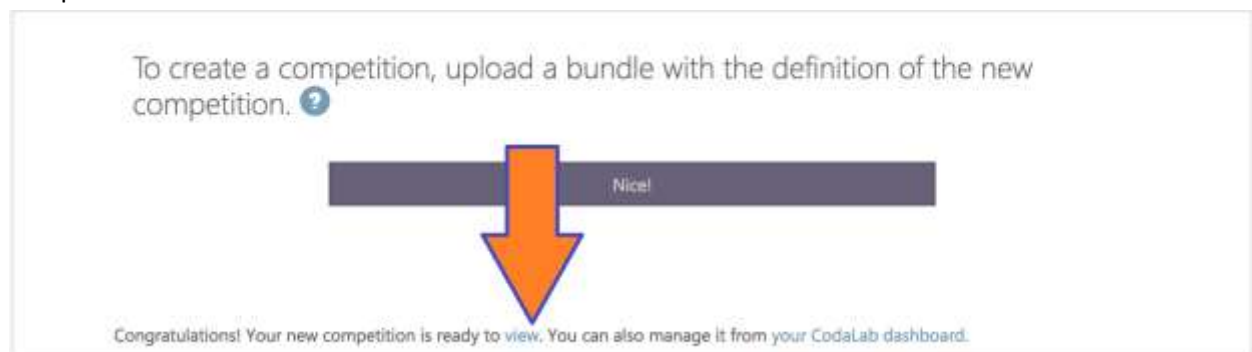 To create a competition, upload a bundle with the definition of the new
competition. ?
Nice!
Congratulations! Your new competition is ready to view. You can also manage it from your CodaLab dashboard.